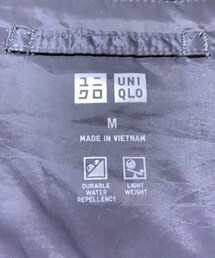 ユニ UNI
クロ QLO
M
MADE IN VIETNAM
DURABLE LIGHT
WATER WEIGHT
REPELLENCY